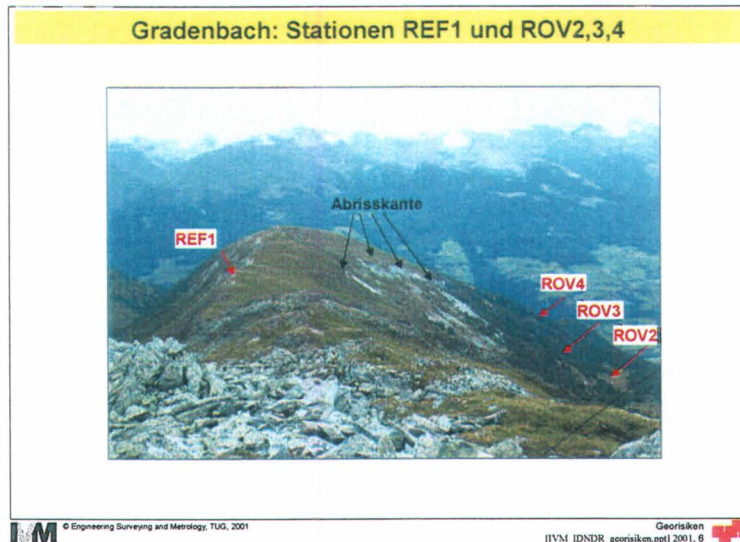 Gradenbach: Stationen REF1 und ROV2,3,4
Abrisskante
REF1
ROV4
ROV3
ROV2
© Engineering Surveying and Metrology, TUG, 2001
Georisiken
[IVM_IDNDR_georisiken.ppt] 2001, 6